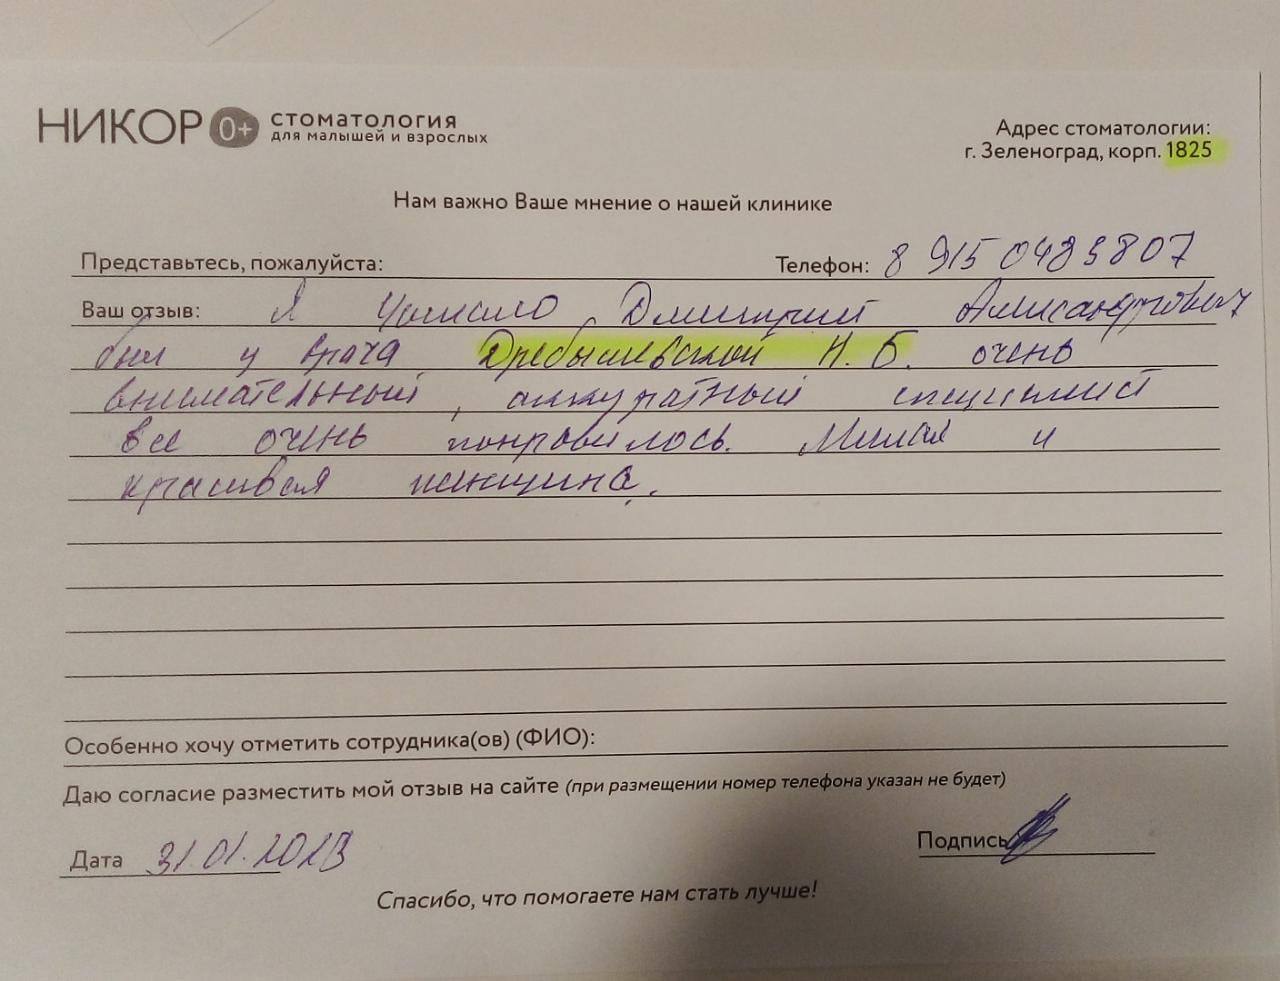 НИКОР 0+ СТОМАТОЛОГИЯ
ДЛЯ МАЛЫШЕЙ И ВЗРОСЛЫХ
Адрес стоматологии:
г. Зеленоград, корп. 1825
Нам важно Ваше мнение о нашей клинике
Представьтесь, пожалуйста:
Телефон: 8 915 0483807
Ваш отзыв: Я Дмитрий Александрович
был у врача Дребышевской Н. Б. очень
внимательный, аккуратный специалист
все очень понравилось. Милая и
красивая женщина.
Особенно хочу отметить сотрудника(ов) (ФИО):
Даю согласие разместить мой отзыв на сайте (при размещении номер телефона указан не будет)
Дата 31.01.2023
Подпись
Спасибо, что помогаете нам стать лучше!